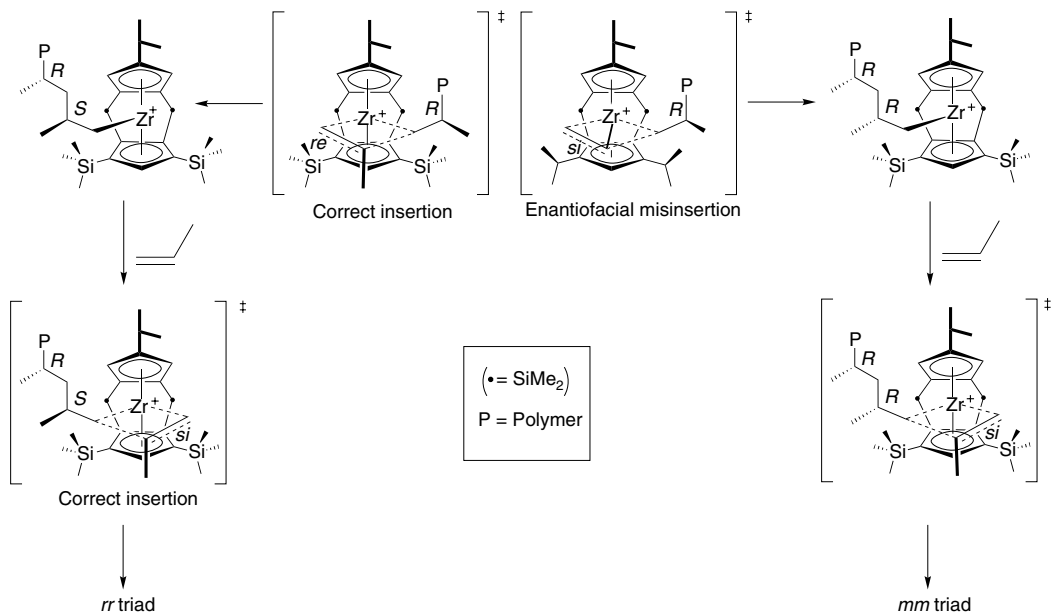 ‡
‡
P
R
S
Zr+
Si
Si
P
R
Zr+
re
Si
Si
Correct insertion
P
R
Zr+
si
Enantiofacial misinsertion
P
R
R
Zr+
Si
Si
‡
P
R
S
Zr+
si
Si
Si
Correct insertion
(•= SiMe2)
P = Polymer
‡
P
R
R
Zr+
si
Si
Si
rr triad
mm triad